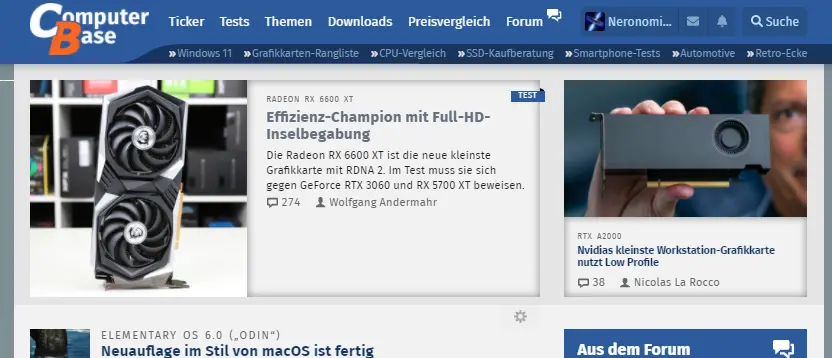 Computer
Base
Ticker Tests Themen Downloads Preisvergleich Forum Neronomi... Suche
»Windows 11 »Grafikkarten-Rangliste »CPU-Vergleich »SSD-Kaufberatung »Smartphone-Tests »Automotive »Retro-Ecke
RADEON RX 6600 XT
TEST
Effizienz-Champion mit Full-HD-
Inselbegabung
Die Radeon RX 6600 XT ist die neue kleinste
Grafikkarte mit RDNA 2. Im Test muss sie sich
gegen GeForce RTX 3060 und RX 5700 XT beweisen.
274 Wolfgang Andermahr
RTX A2000
Nvidias kleinste Workstation-Grafikkarte
nutzt Low Profile
38 Nicolas La Rocco
ELEMENTARY OS 6.0 („ODIN“)
Neuauflage im Stil von macOS ist fertig
Aus dem Forum